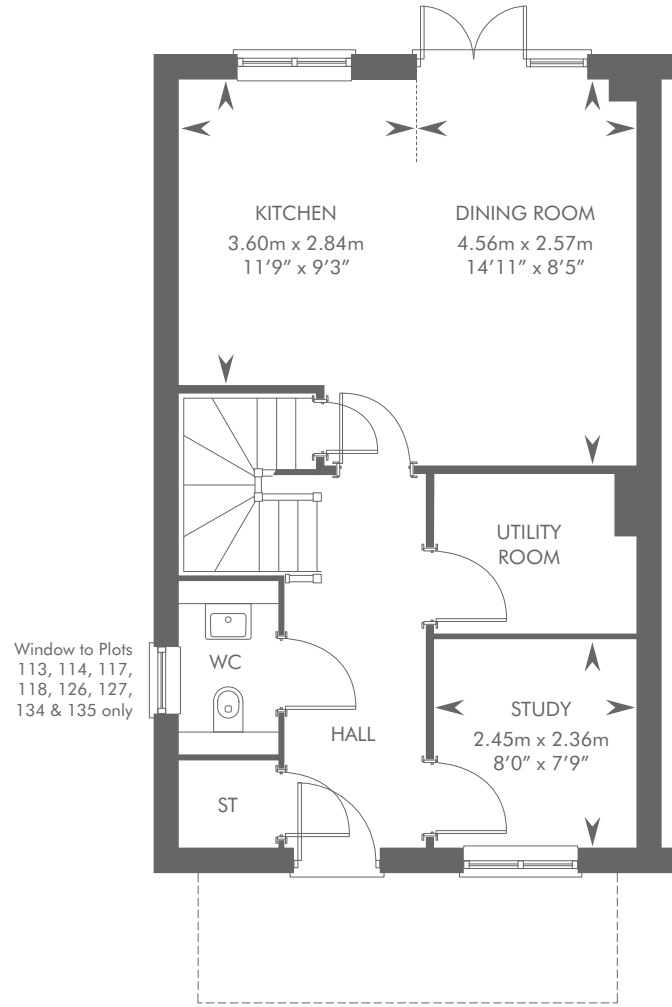 KITCHEN
3.60m x 2.84m
11’9” x 9’3”
DINING ROOM
4.56m x 2.57m
14’11” x 8’5”
UTILITY
ROOM
Window to Plots
113, 114, 117,
118, 126, 127,
134 & 135 only
WC
HALL
STUDY
2.45m x 2.36m
8’0” x 7’9”
ST